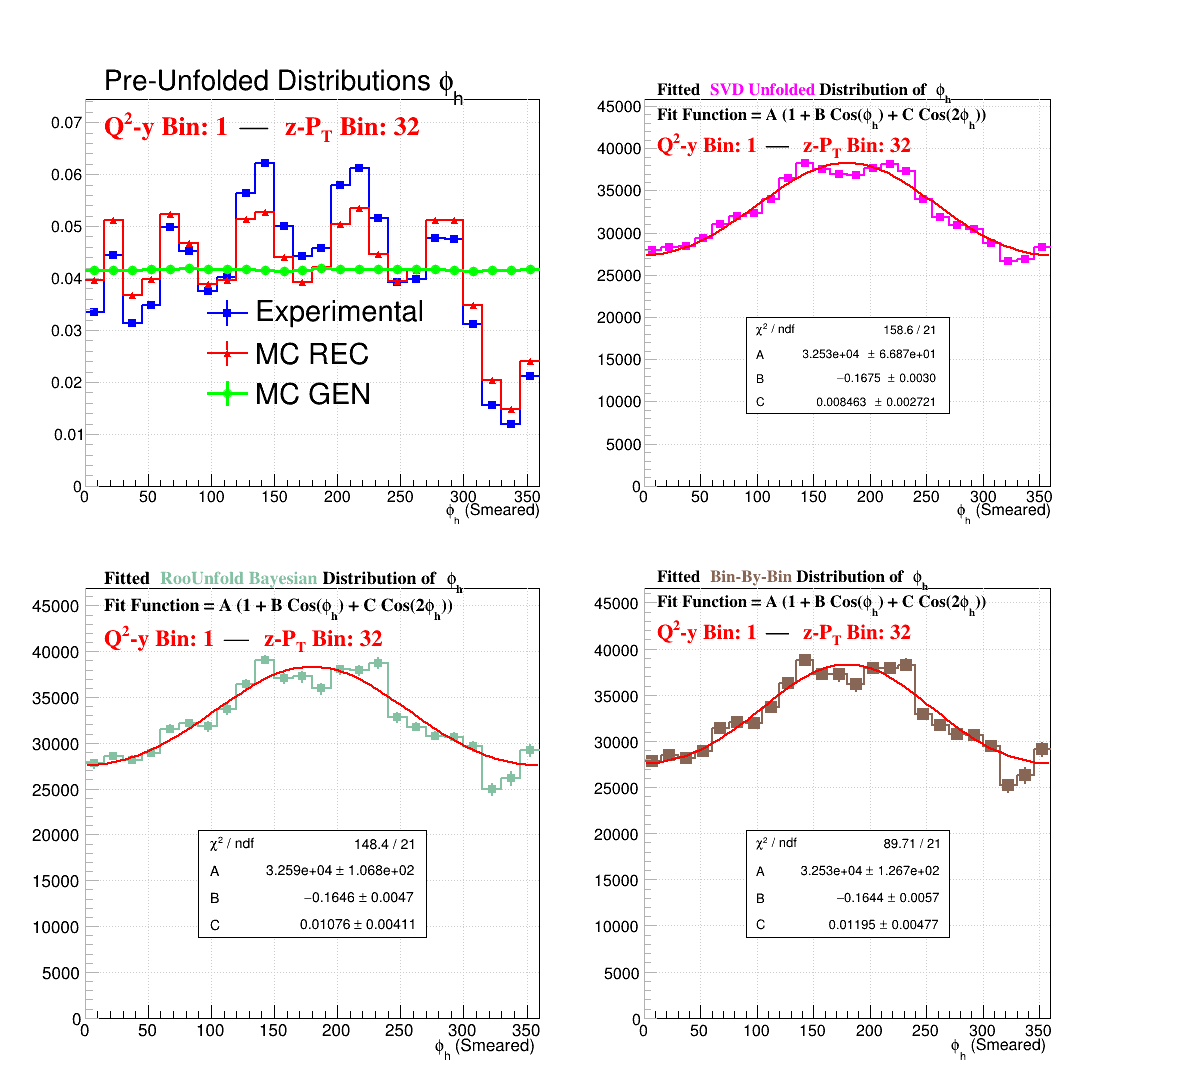 Pre-Unfolded Distributions ϕh
Q²-y Bin: 1 — z-PT Bin: 32
0.07
0.06
0.05
0.04
0.03
0.02
0.01
0
Experimental
MC REC
MC GEN
0 50 100 150 200 250 300 350
ϕh (Smeared)
Fitted SVD Unfolded Distribution of ϕh
Fit Function = A (1 + B Cos(ϕh) + C Cos(2ϕh))
Q²-y Bin: 1 — z-PT Bin: 32
45000
40000
35000
30000
25000
20000
15000
10000
5000
0
χ² / ndf 158.6 / 21
A 3.253e+04 ± 6.687e+01
B −0.1675 ± 0.0030
C 0.008463 ± 0.002721
0 50 100 150 200 250 300 350
ϕh (Smeared)
Fitted RooUnfold Bayesian Distribution of ϕh
Fit Function = A (1 + B Cos(ϕh) + C Cos(2ϕh))
Q²-y Bin: 1 — z-PT Bin: 32
45000
40000
35000
30000
25000
20000
15000
10000
5000
0
χ² / ndf 148.4 / 21
A 3.259e+04 ± 1.068e+02
B −0.1646 ± 0.0047
C 0.01076 ± 0.00411
0 50 100 150 200 250 300 350
ϕh (Smeared)
Fitted Bin-By-Bin Distribution of ϕh
Fit Function = A (1 + B Cos(ϕh) + C Cos(2ϕh))
Q²-y Bin: 1 — z-PT Bin: 32
45000
40000
35000
30000
25000
20000
15000
10000
5000
0
χ² / ndf 89.71 / 21
A 3.253e+04 ± 1.267e+02
B −0.1644 ± 0.0057
C 0.01195 ± 0.00477
0 50 100 150 200 250 300 350
ϕh (Smeared)